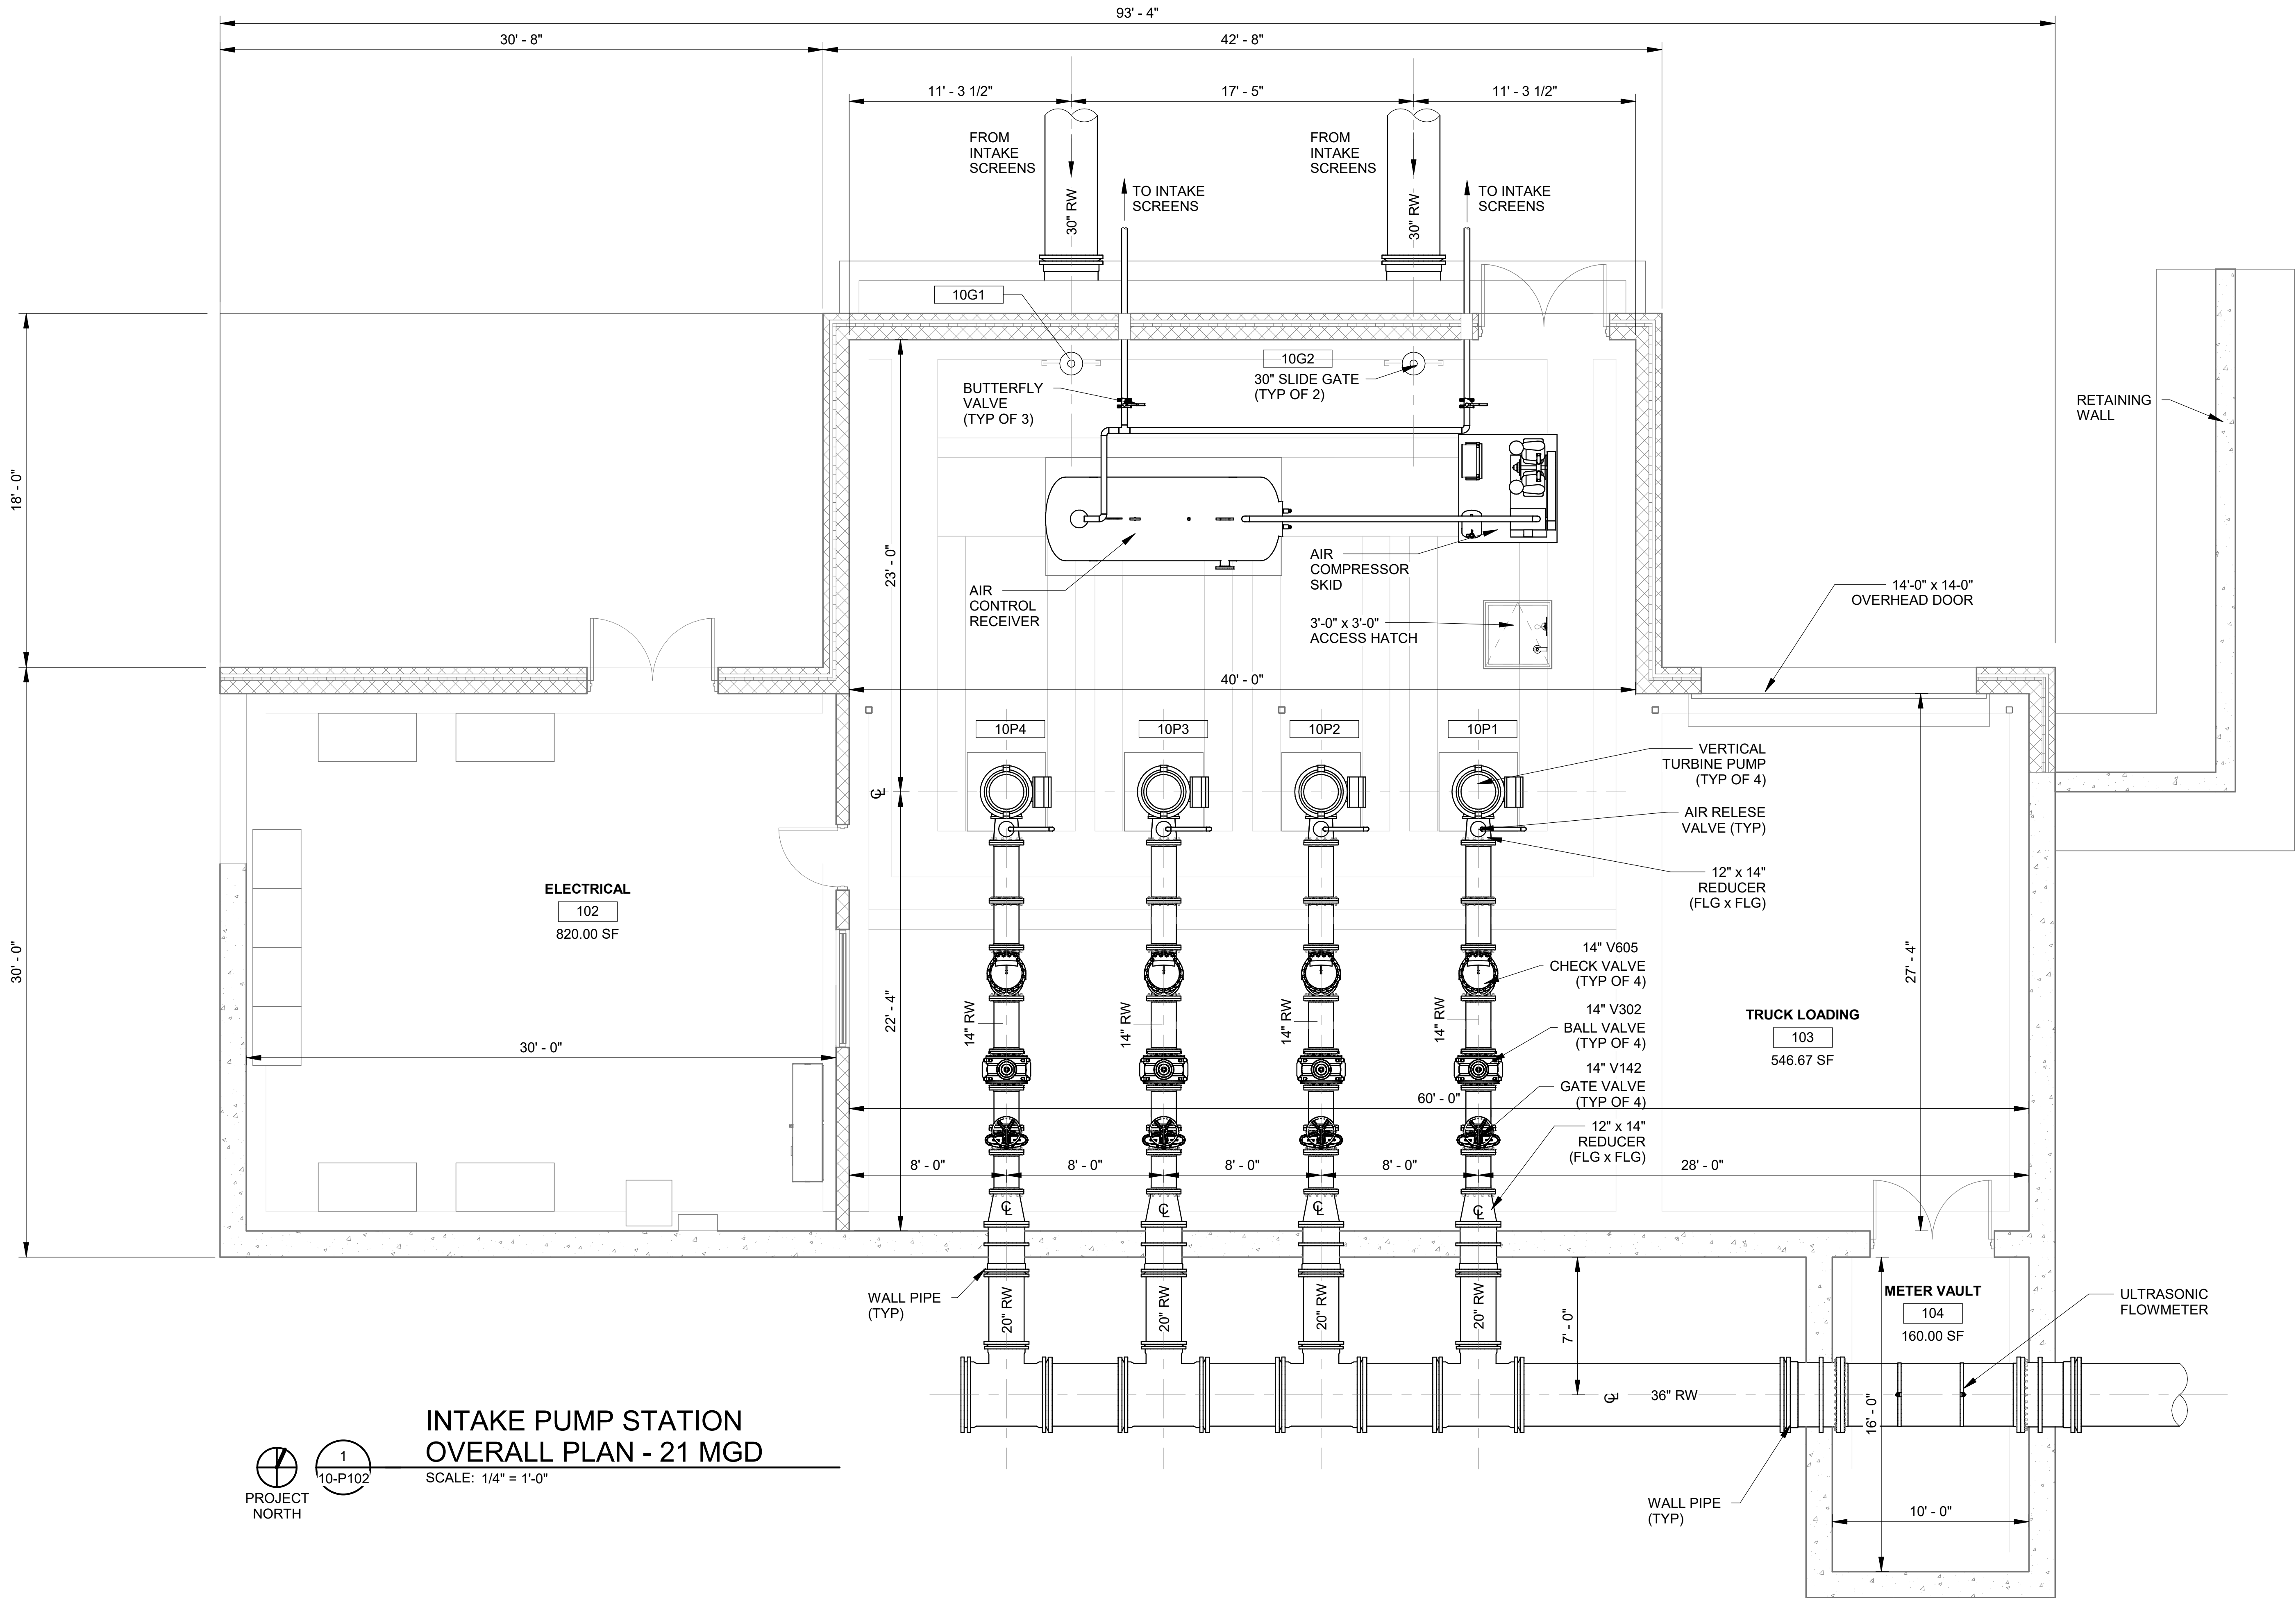 93' - 4"
30' - 8"
42' - 8"
11' - 3 1/2"
17' - 5"
11' - 3 1/2"
FROM
INTAKE
SCREENS
30" RW
TO INTAKE
SCREENS
FROM
INTAKE
SCREENS
30" RW
TO INTAKE
SCREENS
10G1
10G2
30" SLIDE GATE
(TYP OF 2)
BUTTERFLY
VALVE
(TYP OF 3)
RETAINING
WALL
18' - 0"
23' - 0"
AIR
CONTROL
RECEIVER
AIR
COMPRESSOR
SKID
3'-0" x 3'-0"
ACCESS HATCH
14'-0" x 14-0"
OVERHEAD DOOR
40' - 0"
10P4
10P3
10P2
10P1
VERTICAL
TURBINE PUMP
(TYP OF 4)
CL
AIR RELESE
VALVE (TYP)
12" x 14"
REDUCER
(FLG x FLG)
ELECTRICAL
102
820.00 SF
30' - 0"
22' - 4"
27' - 4"
14" V605
CHECK VALVE
(TYP OF 4)
14" RW
14" RW
14" RW
14" RW
14" V302
BALL VALVE
(TYP OF 4)
TRUCK LOADING
103
546.67 SF
30' - 0"
14" V142
GATE VALVE
(TYP OF 4)
60' - 0"
12" x 14"
REDUCER
(FLG x FLG)
8' - 0"
8' - 0"
8' - 0"
8' - 0"
28' - 0"
CL
CL
CL
CL
WALL PIPE
(TYP)
20" RW
20" RW
20" RW
20" RW
7' - 0"
METER VAULT
104
160.00 SF
ULTRASONIC
FLOWMETER
CL
36" RW
16' - 0"
WALL PIPE
(TYP)
10' - 0"
INTAKE PUMP STATION
OVERALL PLAN - 21 MGD
SCALE: 1/4" = 1'-0"
1
10-P102
PROJECT
NORTH